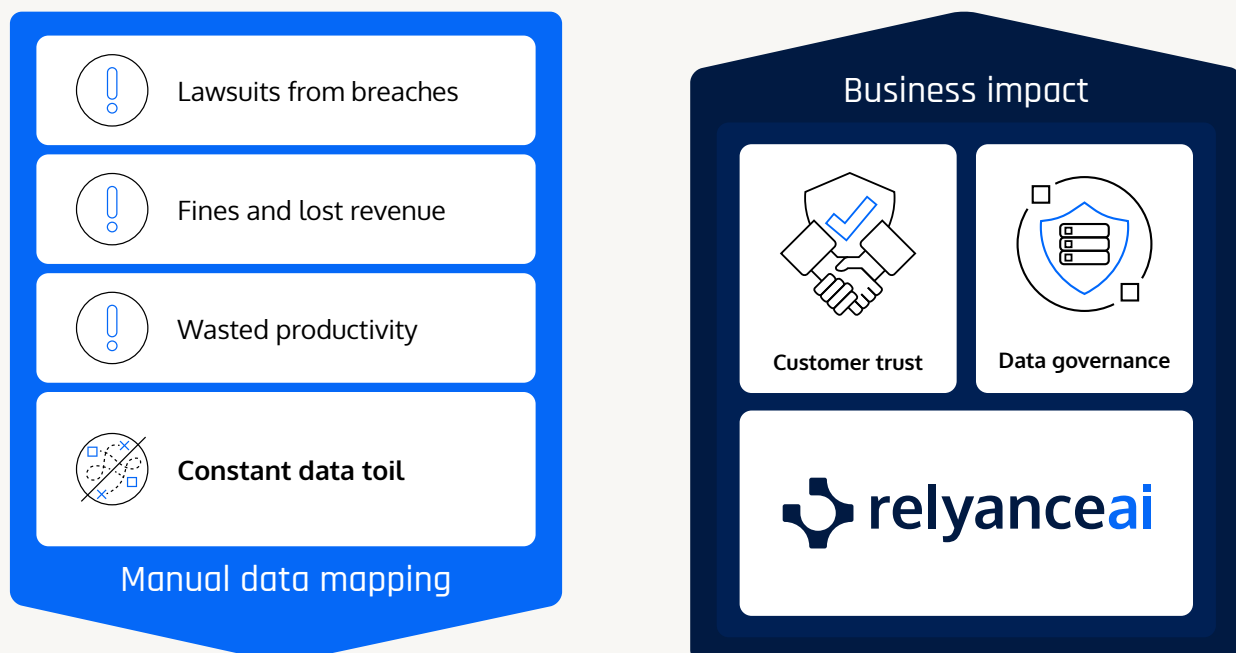 Lawsuits from breaches
Fines and lost revenue
Wasted productivity
Constant data toil
Manual data mapping
Business impact
Customer trust
Data governance
relyanceai